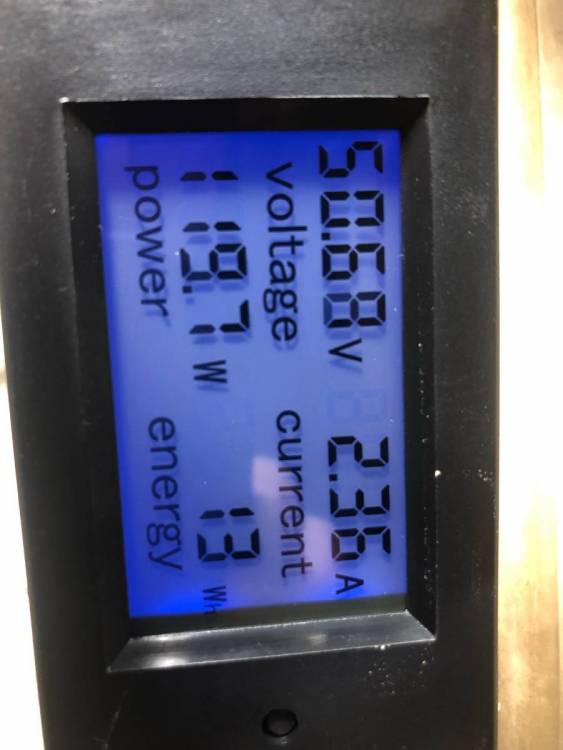 50.68 V 2.36 A
voltage current
119.7 W 13 Wh
power energy